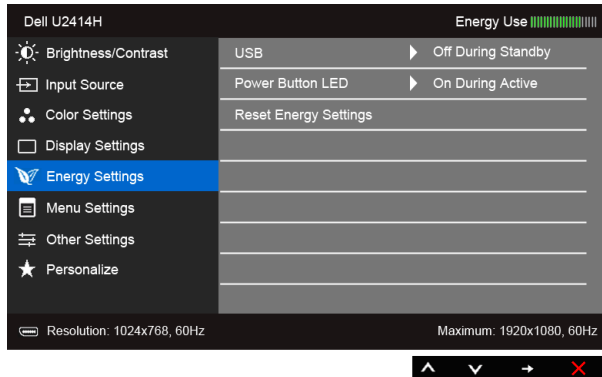 Dell U2414H Energy Use
Brightness/Contrast USB Off During Standby
Input Source Power Button LED On During Active
Color Settings Reset Energy Settings
Display Settings
Energy Settings
Menu Settings
Other Settings
Personalize
Resolution: 1024x768, 60Hz Maximum: 1920x1080, 60Hz